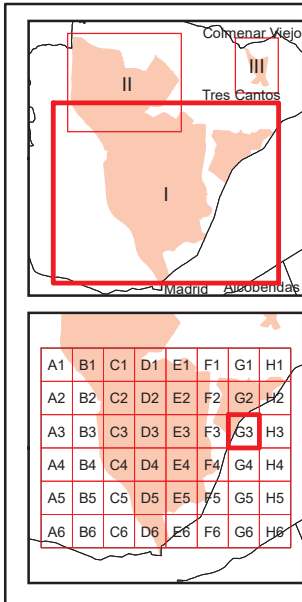 Colmenar Viejo
II
III
Tres Cantos
I
Madrid
Alcobendas
A1 B1 C1 D1 E1 F1 G1 H1
A2 B2 C2 D2 E2 F2 G2 H2
A3 B3 C3 D3 E3 F3 G3 H3
A4 B4 C4 D4 E4 F4 G4 H4
A5 B5 C5 D5 E5 F5 G5 H5
A6 B6 C6 D6 E6 F6 G6 H6